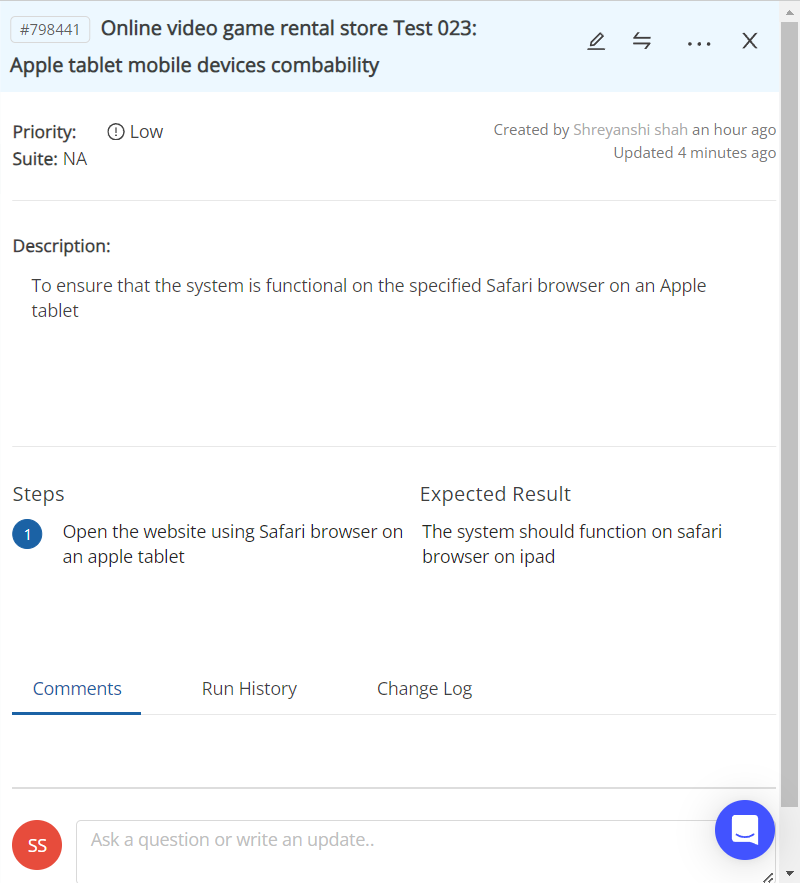 #798441 Online video game rental store Test 023:
Apple tablet mobile devices combability
Priority: Low
Created by Shreyanshi shah an hour ago
Suite: NA
Updated 4 minutes ago
Description:
To ensure that the system is functional on the specified Safari browser on an Apple
tablet
Steps
1 Open the website using Safari browser on
an apple tablet
Expected Result
The system should function on safari
browser on ipad
Comments Run History Change Log
SS Ask a question or write an update..